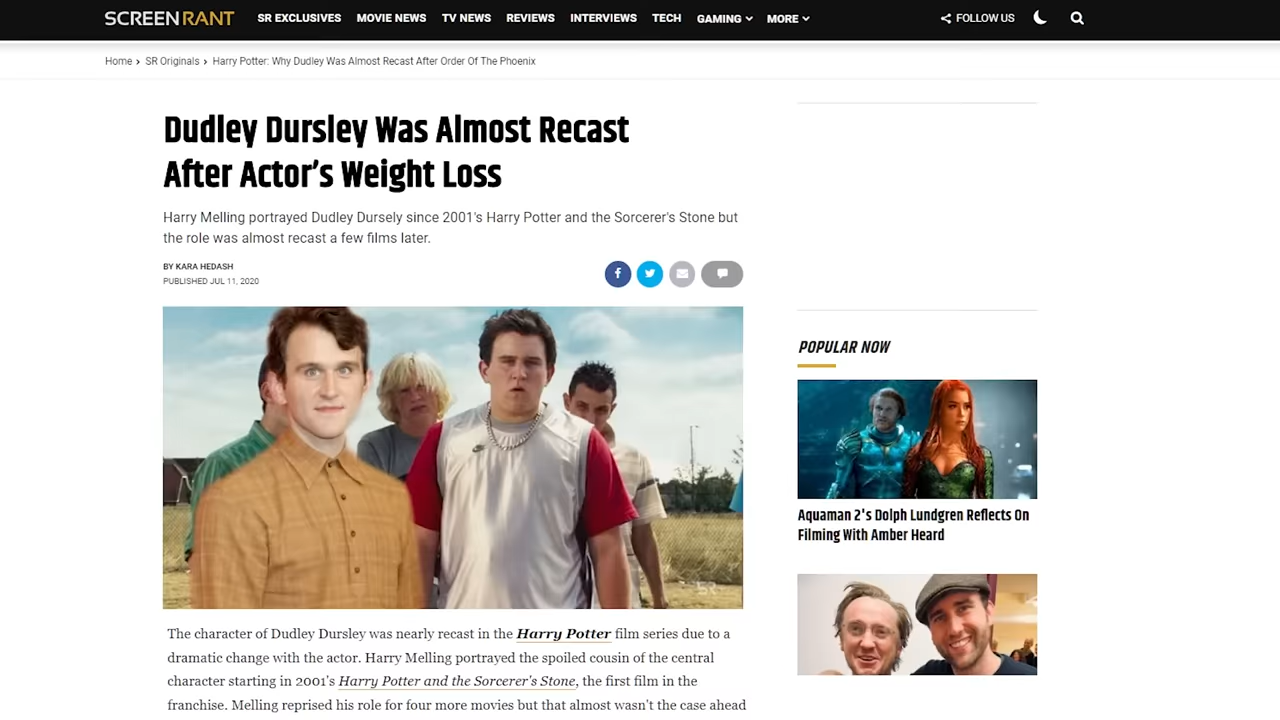 SCREENRANT SR EXCLUSIVES MOVIE NEWS TV NEWS REVIEWS INTERVIEWS TECH GAMING MORE FOLLOW US
Home › SR Originals › Harry Potter: Why Dudley Was Almost Recast After Order Of The Phoenix
Dudley Dursley Was Almost Recast
After Actor's Weight Loss
Harry Melling portrayed Dudley Dursely since 2001's Harry Potter and the Sorcerer's Stone but
the role was almost recast a few films later.
BY KARA HEDASH
PUBLISHED JUL 11, 2020
SR
The character of Dudley Dursley was nearly recast in the Harry Potter film series due to a
dramatic change with the actor. Harry Melling portrayed the spoiled cousin of the central
character starting in 2001's Harry Potter and the Sorcerer's Stone, the first film in the
franchise. Melling reprised his role for four more movies but that almost wasn't the case ahead
POPULAR NOW
Aquaman 2's Dolph Lundgren Reflects On
Filming With Amber Heard